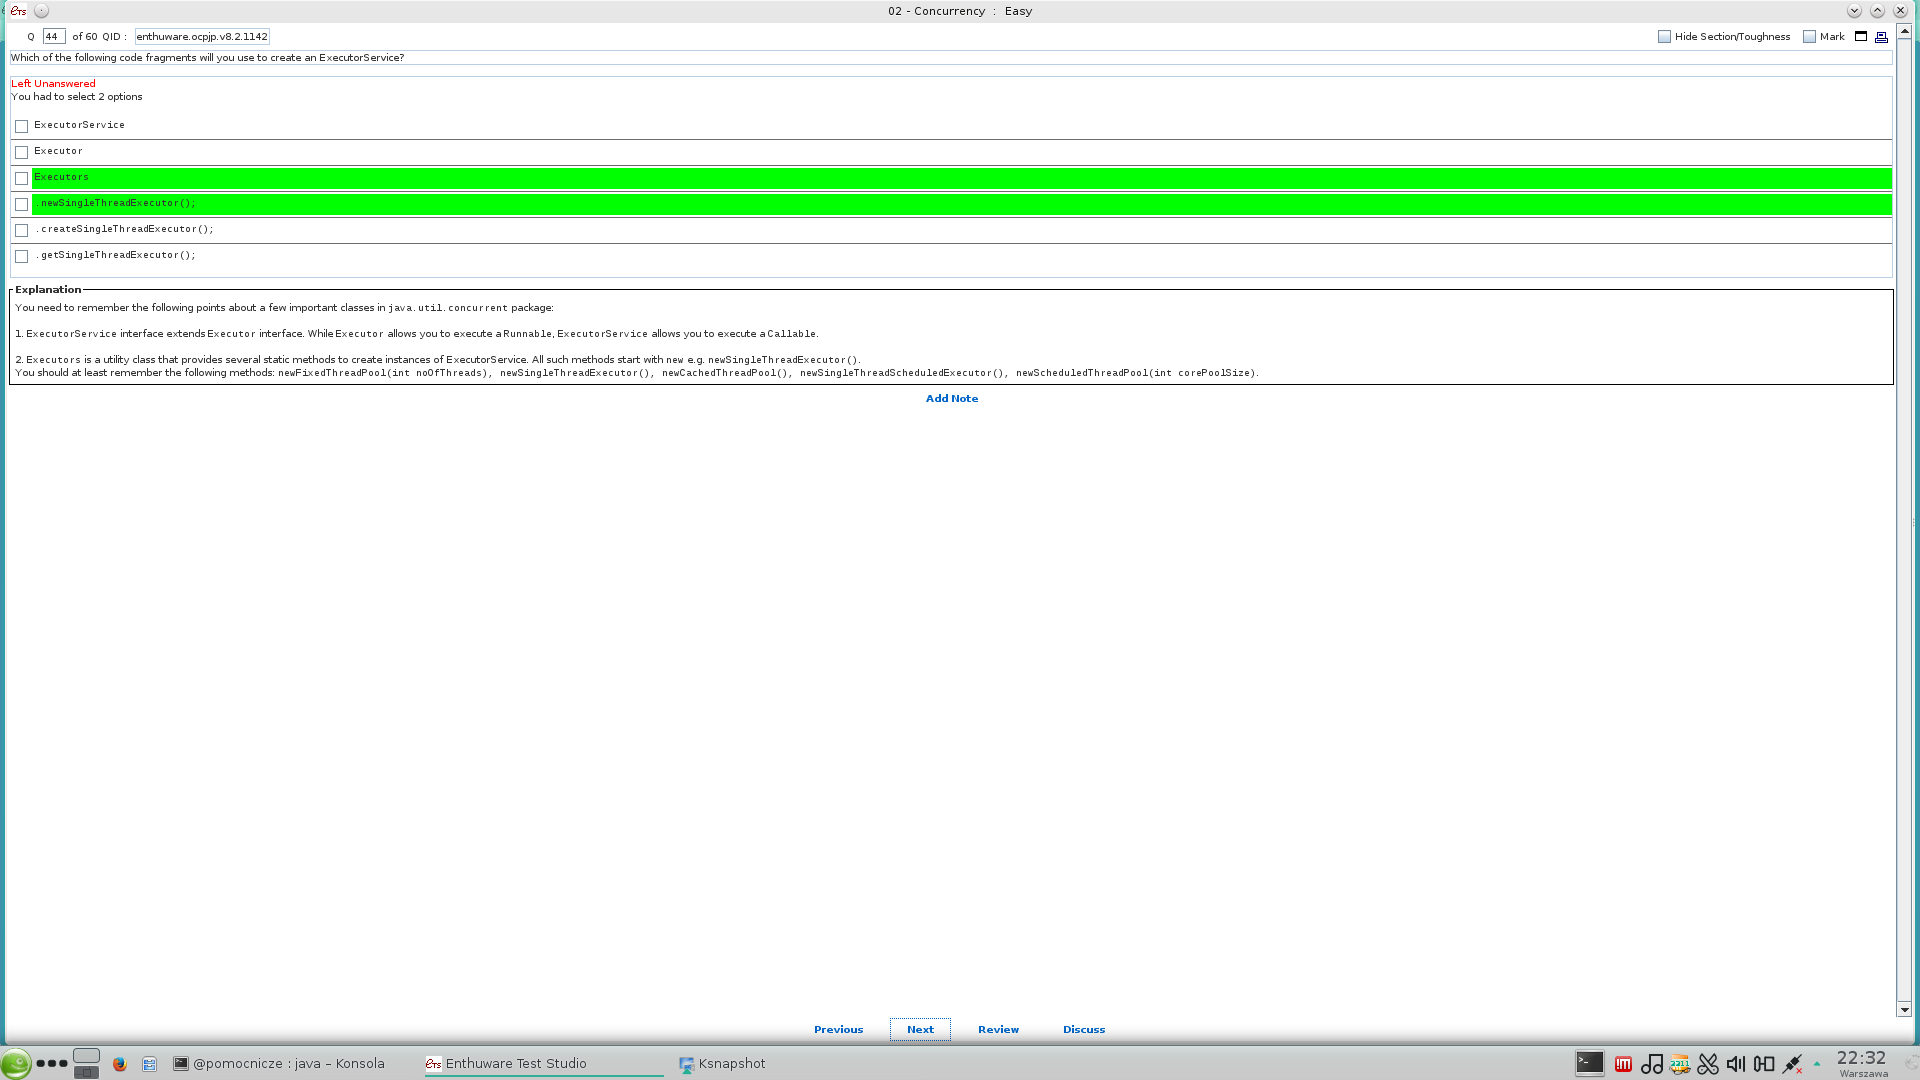 ETS
02 - Concurrency : Easy
Q 44 of 60 QID : enthuware.ocpjp.v8.2.1142
Hide Section/Toughness Mark
Which of the following code fragments will you use to create an ExecutorService?
Left Unanswered
You had to select 2 options
ExecutorService
Executor
Executors
.newSingleThreadExecutor();
.createSingleThreadExecutor();
.getSingleThreadExecutor();
Explanation
You need to remember the following points about a few important classes in java.util.concurrent package:
1. ExecutorService interface extends Executor interface. While Executor allows you to execute a Runnable, ExecutorService allows you to execute a Callable.
2. Executors is a utility class that provides several static methods to create instances of ExecutorService. All such methods start with new e.g. newSingleThreadExecutor().
You should at least remember the following methods: newFixedThreadPool(int noOfThreads), newSingleThreadExecutor(), newCachedThreadPool(), newSingleThreadScheduledExecutor(), newScheduledThreadPool(int corePoolSize).
Add Note
Previous Next Review Discuss
@pomocnicze : java – Konsola ETS Enthuware Test Studio Ksnapshot 22:32
Warszawa